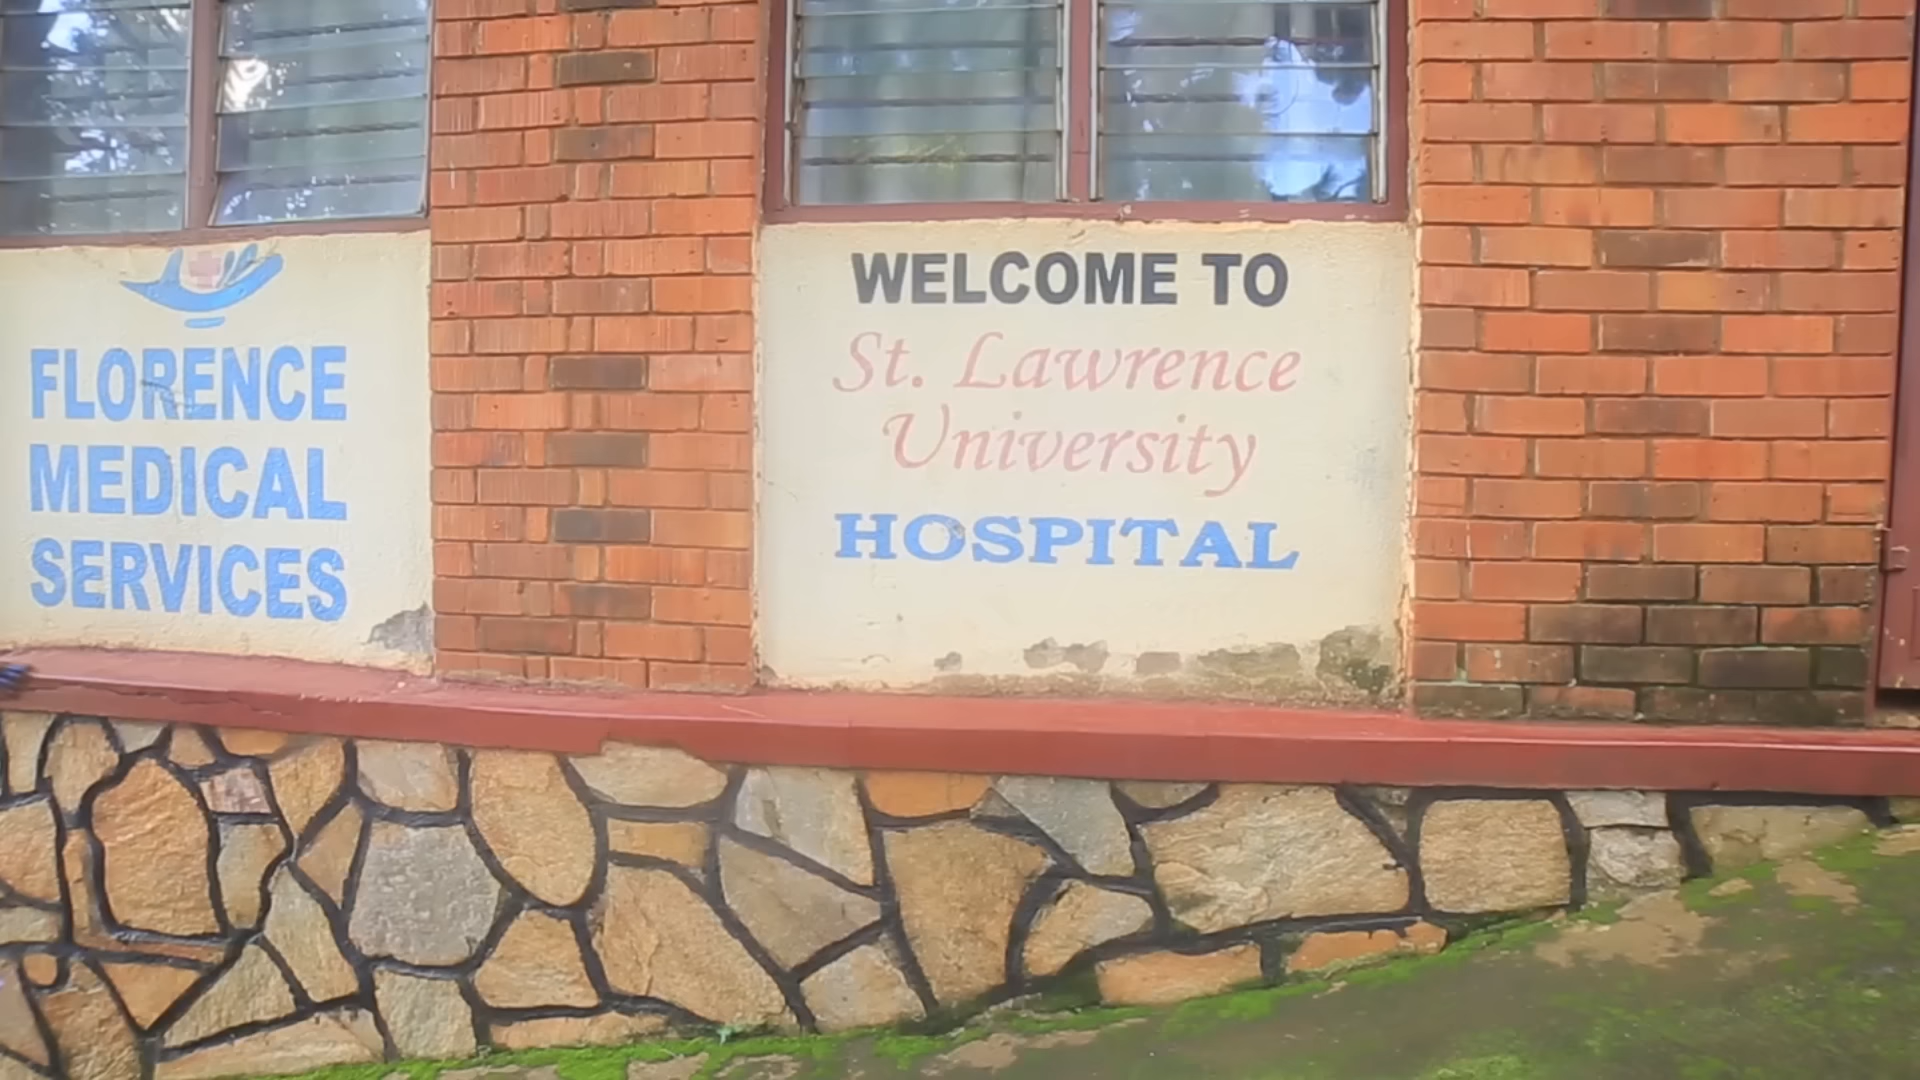 FLORENCE
MEDICAL
SERVICES
WELCOME TO
St. Lawrence
University
HOSPITAL